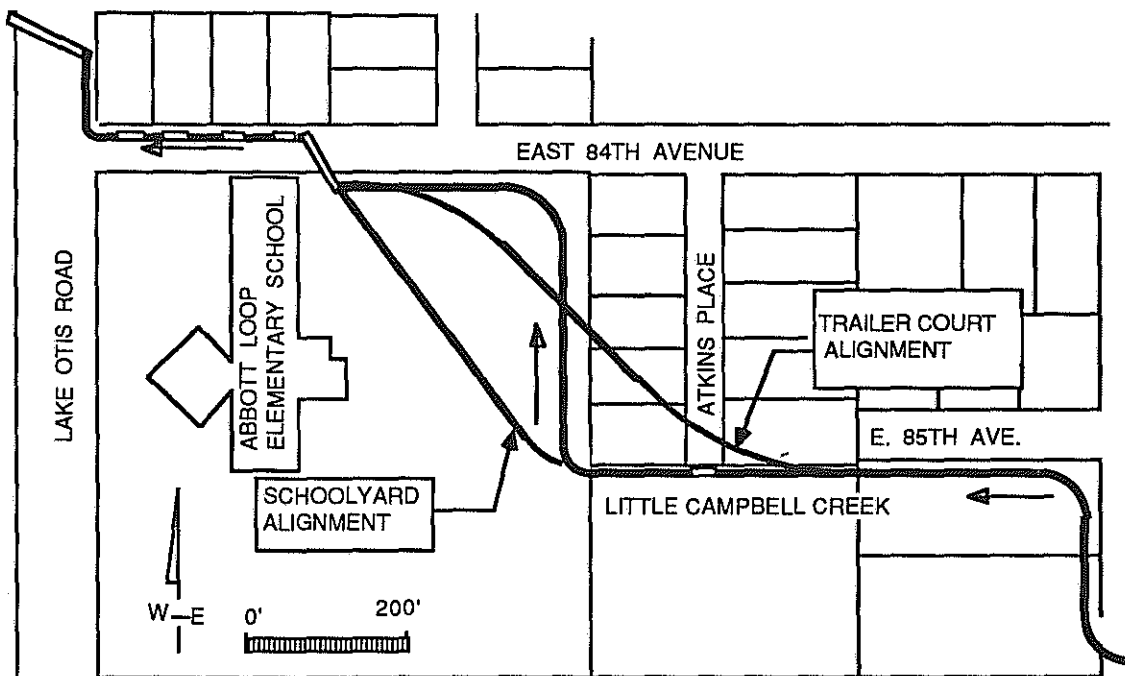 EAST 84TH AVENUE
LAKE OTIS ROAD
ABBOTT LOOP
ELEMENTARY SCHOOL
ATKINS PLACE
TRAILER COURT
ALIGNMENT
E. 85TH AVE.
SCHOOLYARD
ALIGNMENT
LITTLE CAMPBELL CREEK
W E
0' 200'